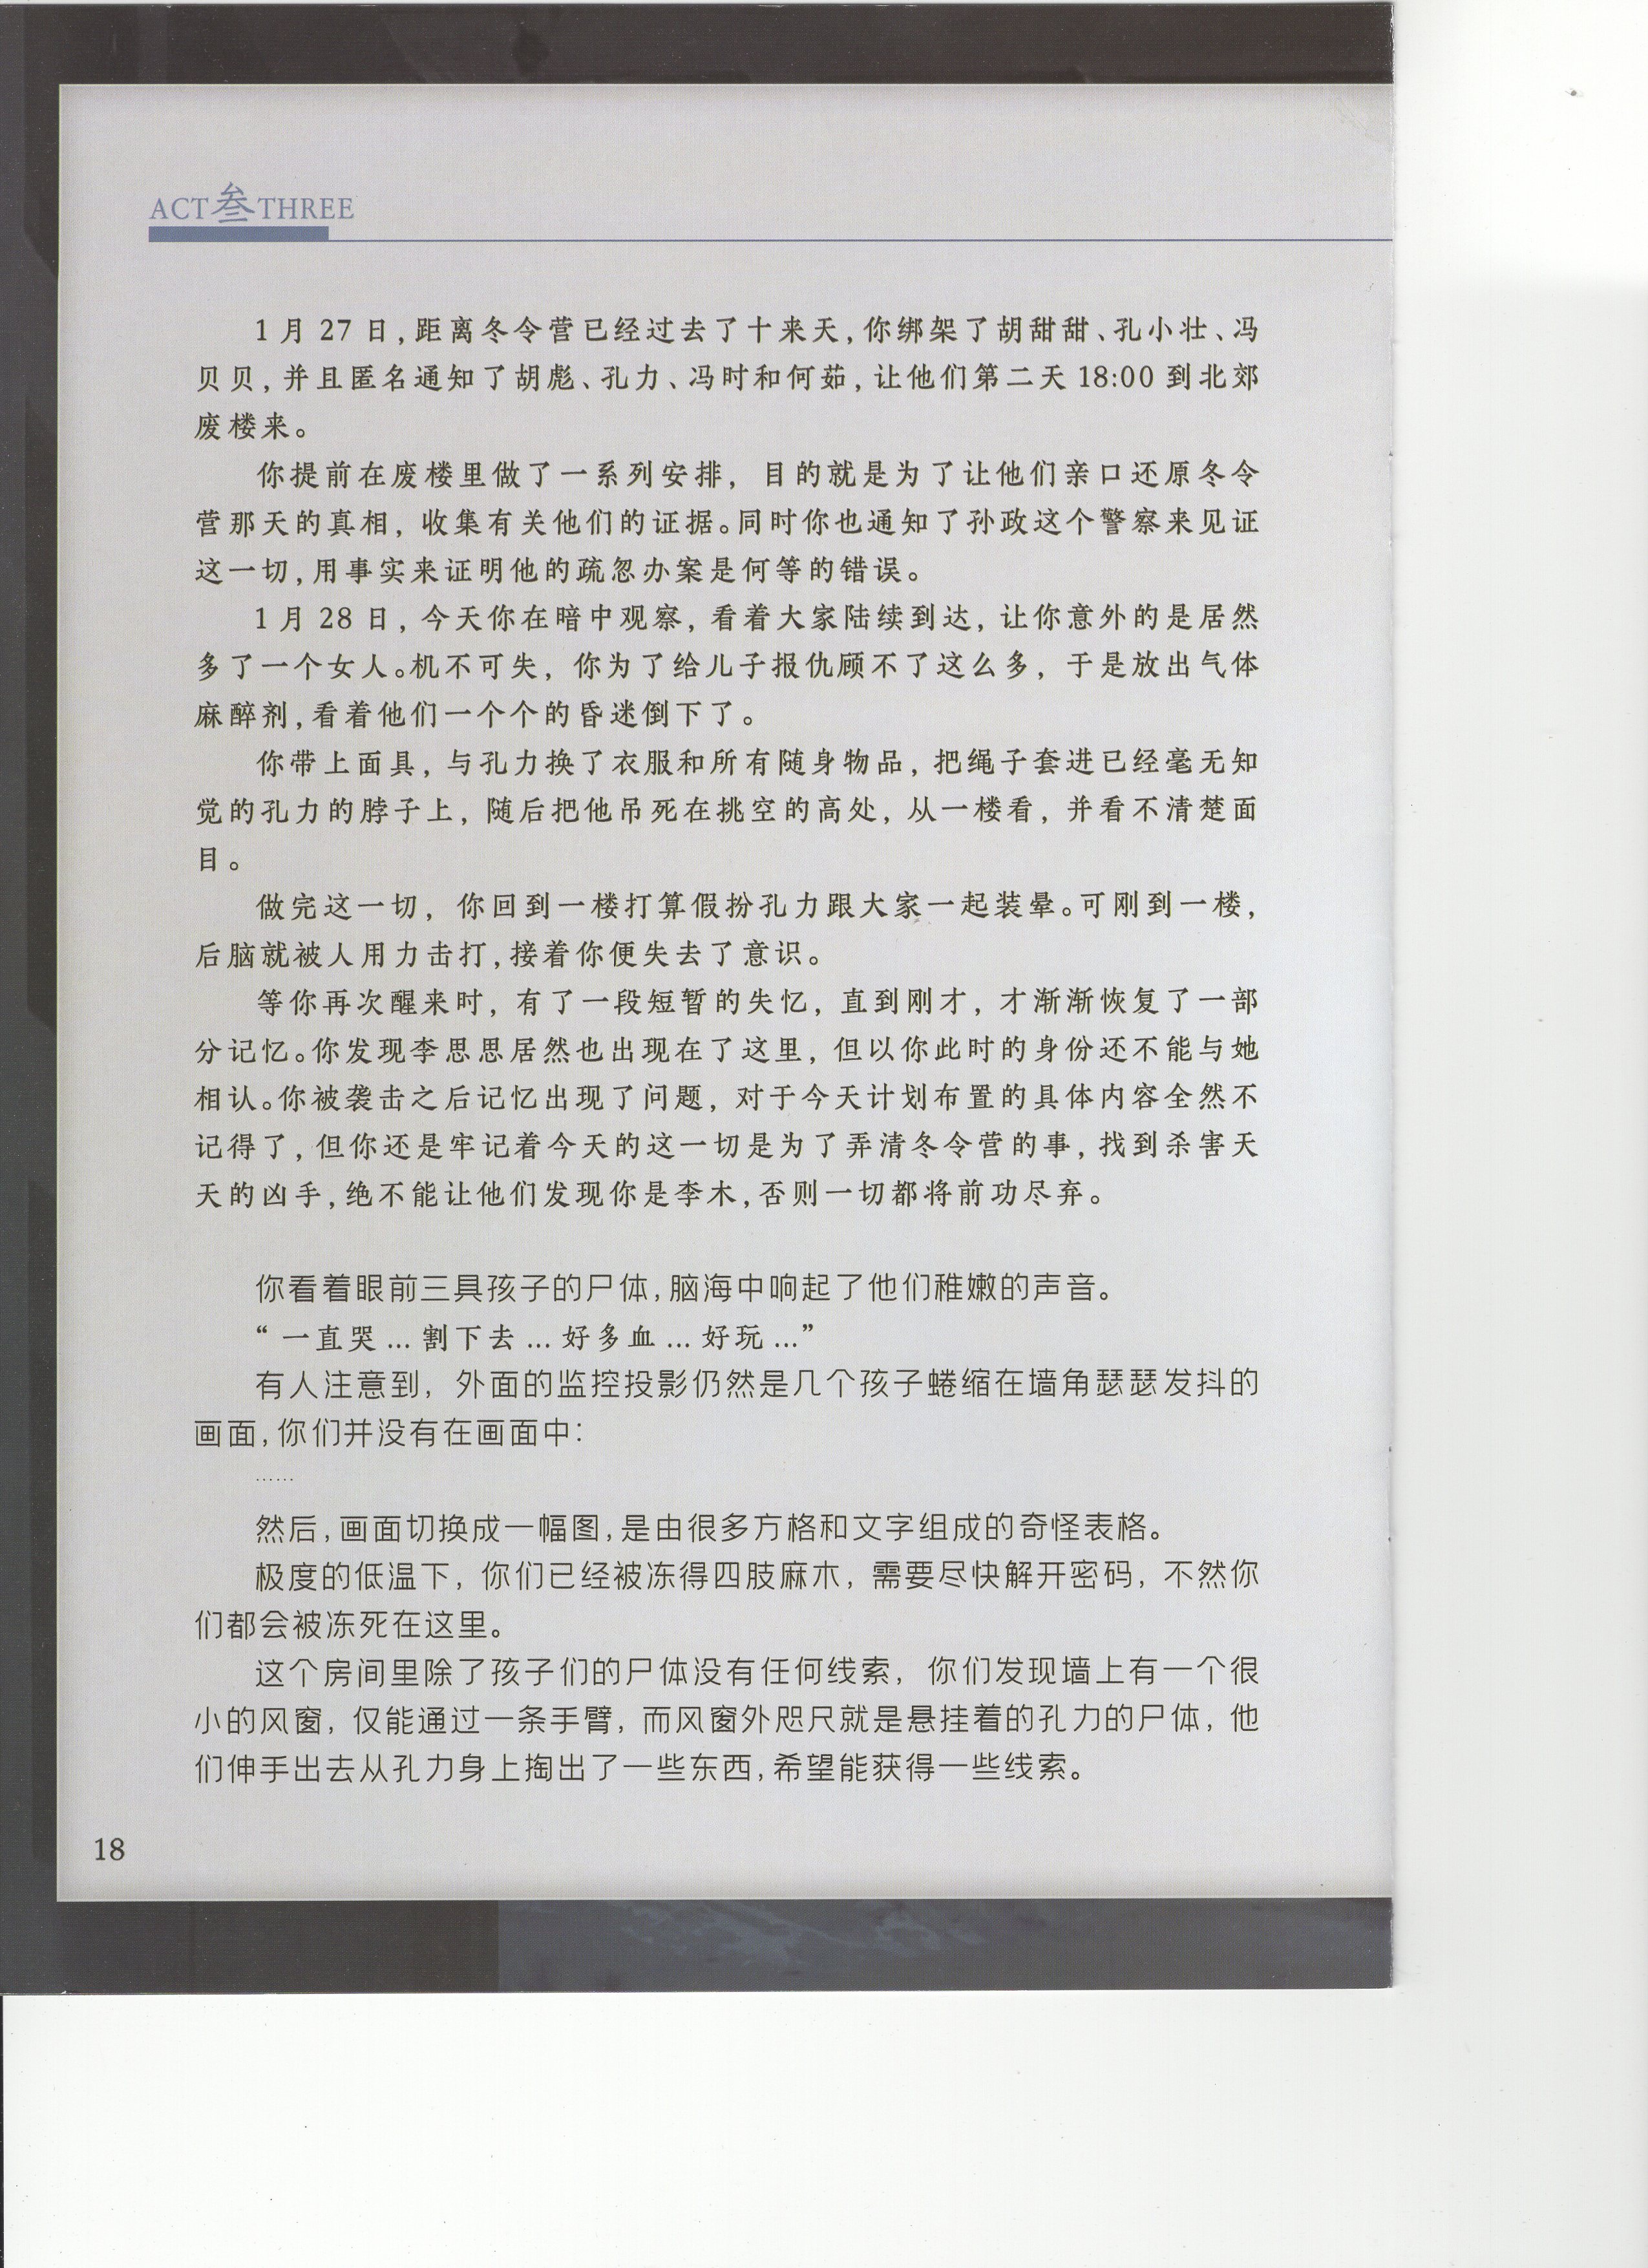 ACT叁THREE
1月27日,距离冬令营已经过去了十来天,你绑架了胡甜甜、孔小壮、冯
贝贝,并且匿名通知了胡彪、孔力、冯时和何茹,让他们第二天18:00到北郊
废楼来。
你提前在废楼里做了一系列安排,目的就是为了让他们亲口还原冬令
营那天的真相,收集有关他们的证据。同时你也通知了孙政这个警察来见证
这一切,用事实来证明他的疏忽办案是何等的错误。
1月28日,今天你在暗中观察,看着大家陆续到达,让你意外的是居然
多了一个女人。机不可失,你为了给儿子报仇顾不了这么多,于是放出气体
麻醉剂,看着他们一个个的昏迷倒下了。
你带上面具,与孔力换了衣服和所有随身物品,把绳子套进已经毫无知
觉的孔力的脖子上,随后把他吊死在挑空的高处,从一楼看,并看不清楚面
目。
做完这一切,你回到一楼打算假扮孔力跟大家一起装晕。可刚到一楼,
后脑就被人用力击打,接着你便失去了意识。
等你再次醒来时,有了一段短暂的失忆,直到刚才,才渐渐恢复了一部
分记忆。你发现李思思居然也出现在了这里,但以你此时的身份还不能与她
相认。你被袭击之后记忆出现了问题,对于今天计划布置的具体内容全然不
记得了,但你还是牢记着今天的这一切是为了弄清冬令营的事,找到杀害天
天的凶手,绝不能让他们发现你是李木,否则一切都将前功尽弃。
你看着眼前三具孩子的尸体,脑海中响起了他们稚嫩的声音。
“一直哭...割下去...好多血...好玩...”
有人注意到,外面的监控投影仍然是几个孩子蜷缩在墙角瑟瑟发抖的
画面,你们并没有在画面中:
……
然后,画面切换成一幅图,是由很多方格和文字组成的奇怪表格。
极度的低温下,你们已经被冻得四肢麻木,需要尽快解开密码,不然你
们都会被冻死在这里。
这个房间里除了孩子们的尸体没有任何线索,你们发现墙上有一个很
小的风窗,仅能通过一条手臂,而风窗外咫尺就是悬挂着的孔力的尸体,他
们伸手出去从孔力身上掏出了一些东西,希望能获得一些线索。
18